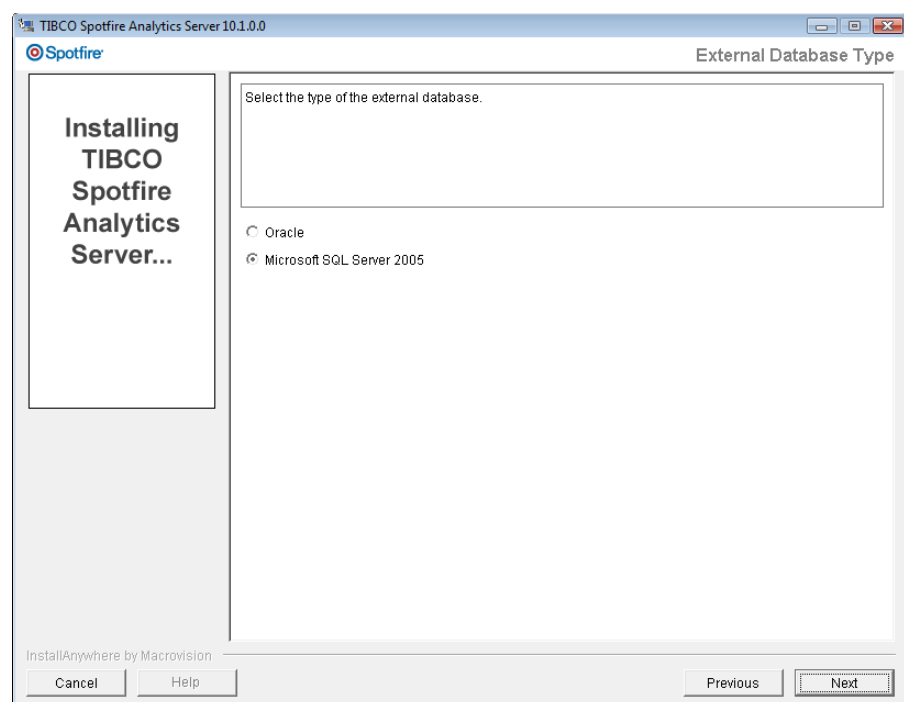 TIBCO Spotfire Analytics Server 10.1.0.0
Spotfire
External Database Type
Installing
TIBCO
Spotfire
Analytics
Server...
Select the type of the external database.
Oracle
Microsoft SQL Server 2005
InstallAnywhere by Macrovision
Cancel
Help
Previous
Next